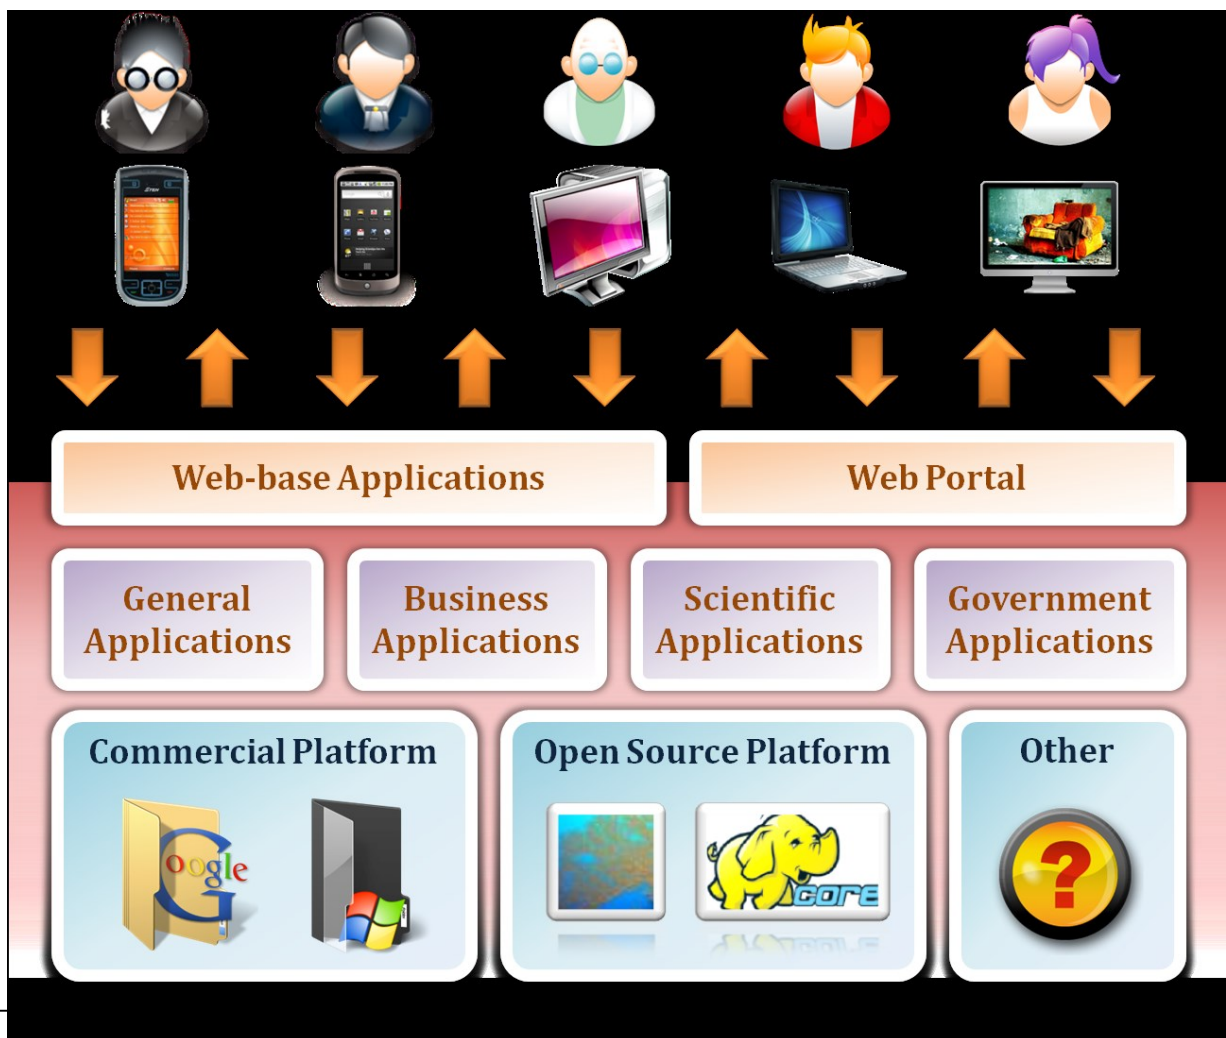 Web-base Applications
Web Portal
General
Applications
Business
Applications
Scientific
Applications
Government
Applications
Commercial Platform
Open Source Platform
Other
Google
core
?